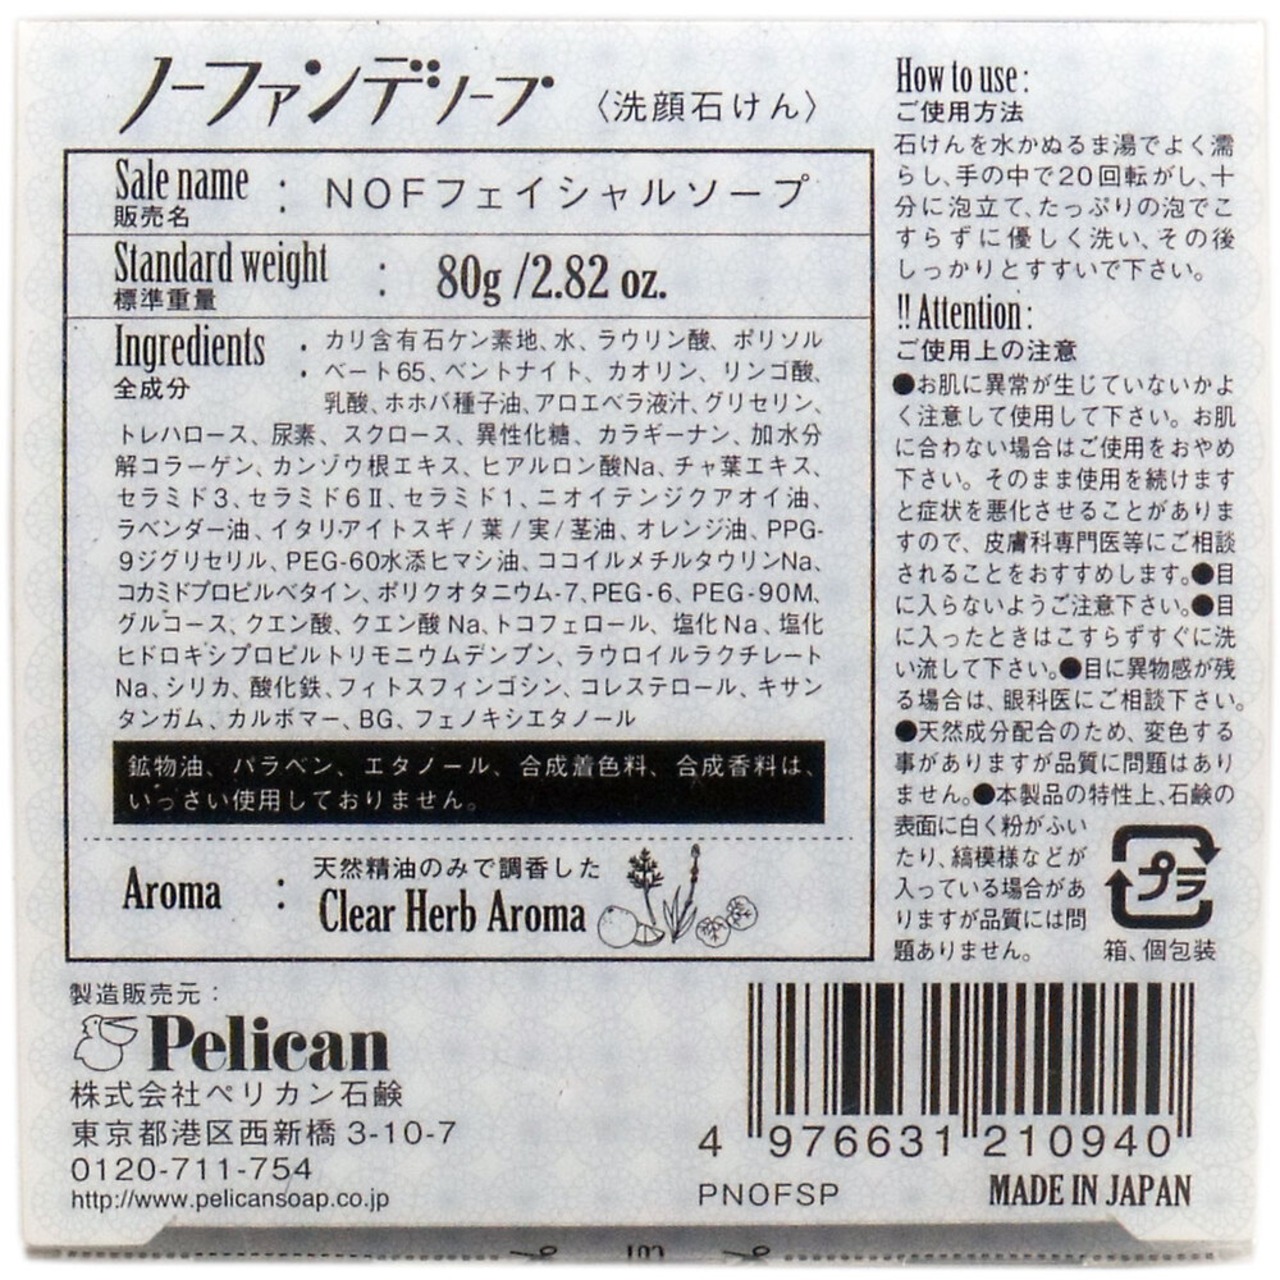 ノーファンデソープ 〈洗顔石けん〉
Sale name : NOFフェイシャルソープ
販売名
Standard weight : 80g /2.82 oz.
標準重量
Ingredients :
全成分
カリ含有石ケン素地、水、ラウリン酸、ポリソル
ベート65、ベントナイト、カオリン、リンゴ酸、
乳酸、ホホバ種子油、アロエベラ液汁、グリセリン、
トレハロース、尿素、スクロース、異性化糖、カラギーナン、加水分
解コラーゲン、カンゾウ根エキス、ヒアルロン酸Na、チャ葉エキス、
セラミド3、セラミド6Ⅱ、セラミド1、ニオイテンジクアオイ油、
ラベンダー油、イタリアイトスギ/葉/実/茎油、オレンジ油、PPG-
9ジグリセリル、PEG-60水添ヒマシ油、ココイルメチルタウリンNa、
コカミドプロピルベタイン、ポリクオタニウム-7、PEG-6、PEG-90M、
グルコース、クエン酸、クエン酸Na、トコフェロール、塩化Na、塩化
ヒドロキシプロピルトリモニウムデンプン、ラウロイルラクチレート
Na、シリカ、酸化鉄、フィトスフィンゴシン、コレステロール、キサン
タンガム、カルボマー、BG、フェノキシエタノール
鉱物油、パラベン、エタノール、合成着色料、合成香料は、
いっさい使用しておりません。
Aroma : 天然精油のみで調香した
Clear Herb Aroma
製造販売元：
Pelican
株式会社ペリカン石鹸
東京都港区西新橋3-10-7
0120-711-754
http://www.pelicansoap.co.jp
How to use:
ご使用方法
石けんを水かぬるま湯でよく濡
らし、手の中で20回転がし、十
分に泡立て、たっぷりの泡でこ
すらずに優しく洗い、その後
しっかりとすすいで下さい。
!! Attention:
ご使用上の注意
●お肌に異常が生じていないかよ
く注意して使用して下さい。お肌
に合わない場合はご使用をおやめ
下さい。そのまま使用を続けます
と症状を悪化させることがありま
すので、皮膚科専門医等にご相談
されることをおすすめします。●目
に入らないようご注意下さい。●目
に入ったときはこすらずすぐに洗
い流して下さい。●目に異物感が残
る場合は、眼科医にご相談下さい。
●天然成分配合のため、変色する
事がありますが品質に問題はあり
ません。●本製品の特性上、石鹸の
表面に白く粉がふい
たり、縞模様などが
入っている場合があ
りますが品質には問
題ありません。
プラ
箱、個包装
4 976631 210940
PNOFSP MADE IN JAPAN